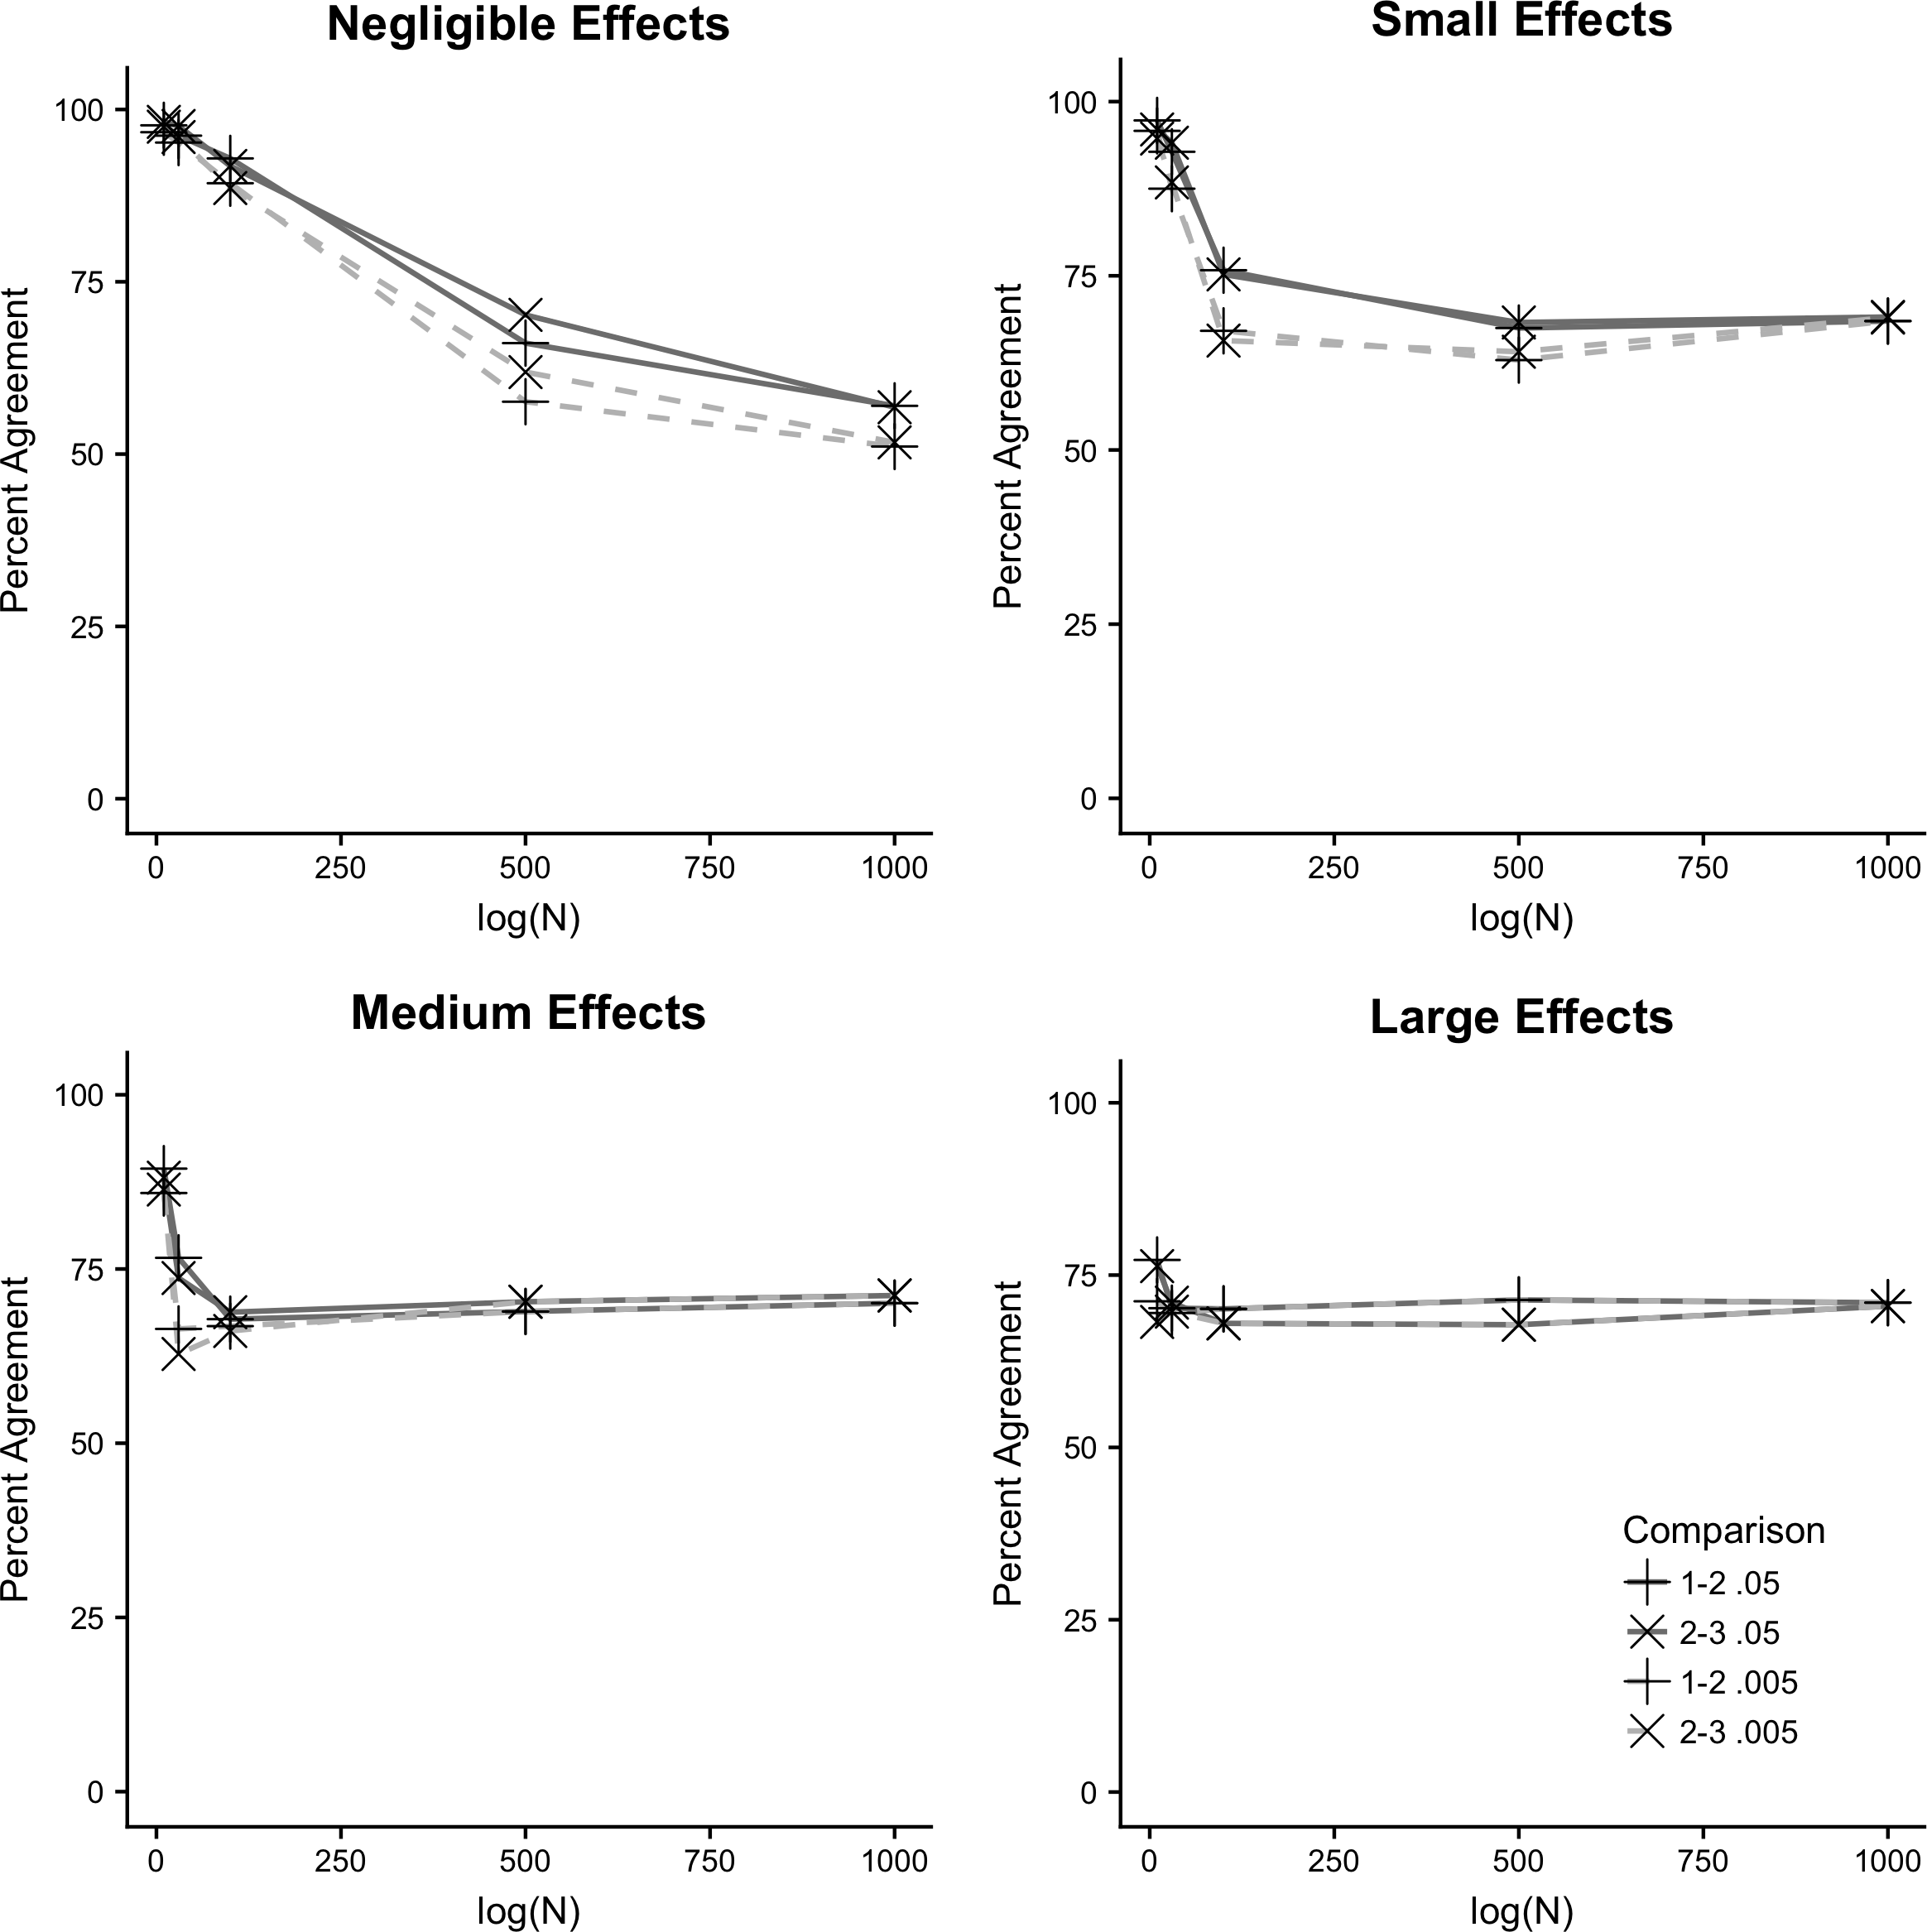 Negligible Effects
Percent Agreement
100
75
50
25
0
0 250 500 750 1000
log(N)
Small Effects
Percent Agreement
100
75
50
25
0
0 250 500 750 1000
log(N)
Medium Effects
Percent Agreement
100
75
50
25
0
0 250 500 750 1000
log(N)
Large Effects
Percent Agreement
100
75
50
25
0
0 250 500 750 1000
log(N)
Comparison
1-2 .05
2-3 .05
1-2 .005
2-3 .005